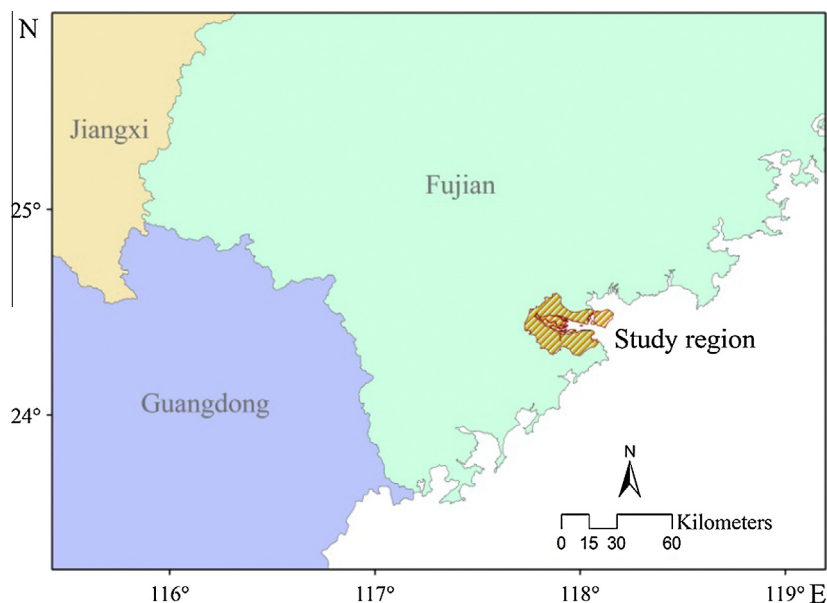 N
Jiangxi
Fujian
25°
Study region
Guangdong
24°
N
Kilometers
0 15 30 60
116° 117° 118° 119° E